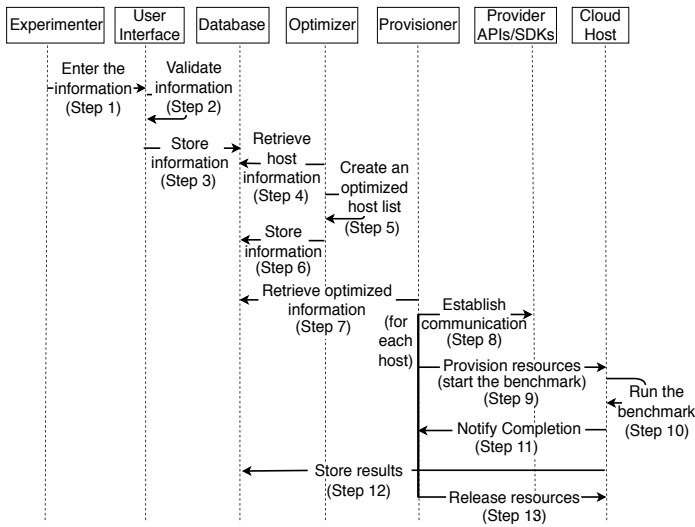 Experimenter
User
Interface
Database
Optimizer
Provisioner
Provider
APIs/SDKs
Cloud
Host
Enter the
information
(Step 1)
Validate
information
(Step 2)
Store
information
(Step 3)
Retrieve
host
information
(Step 4)
Create an
optimized
host list
(Step 5)
Store
information
(Step 6)
Retrieve optimized
information
(Step 7)
(for
each
host)
Establish
communication
(Step 8)
Provision resources
(start the benchmark)
(Step 9)
Run the
benchmark
(Step 10)
Notify Completion
(Step 11)
Store results
(Step 12)
Release resources
(Step 13)